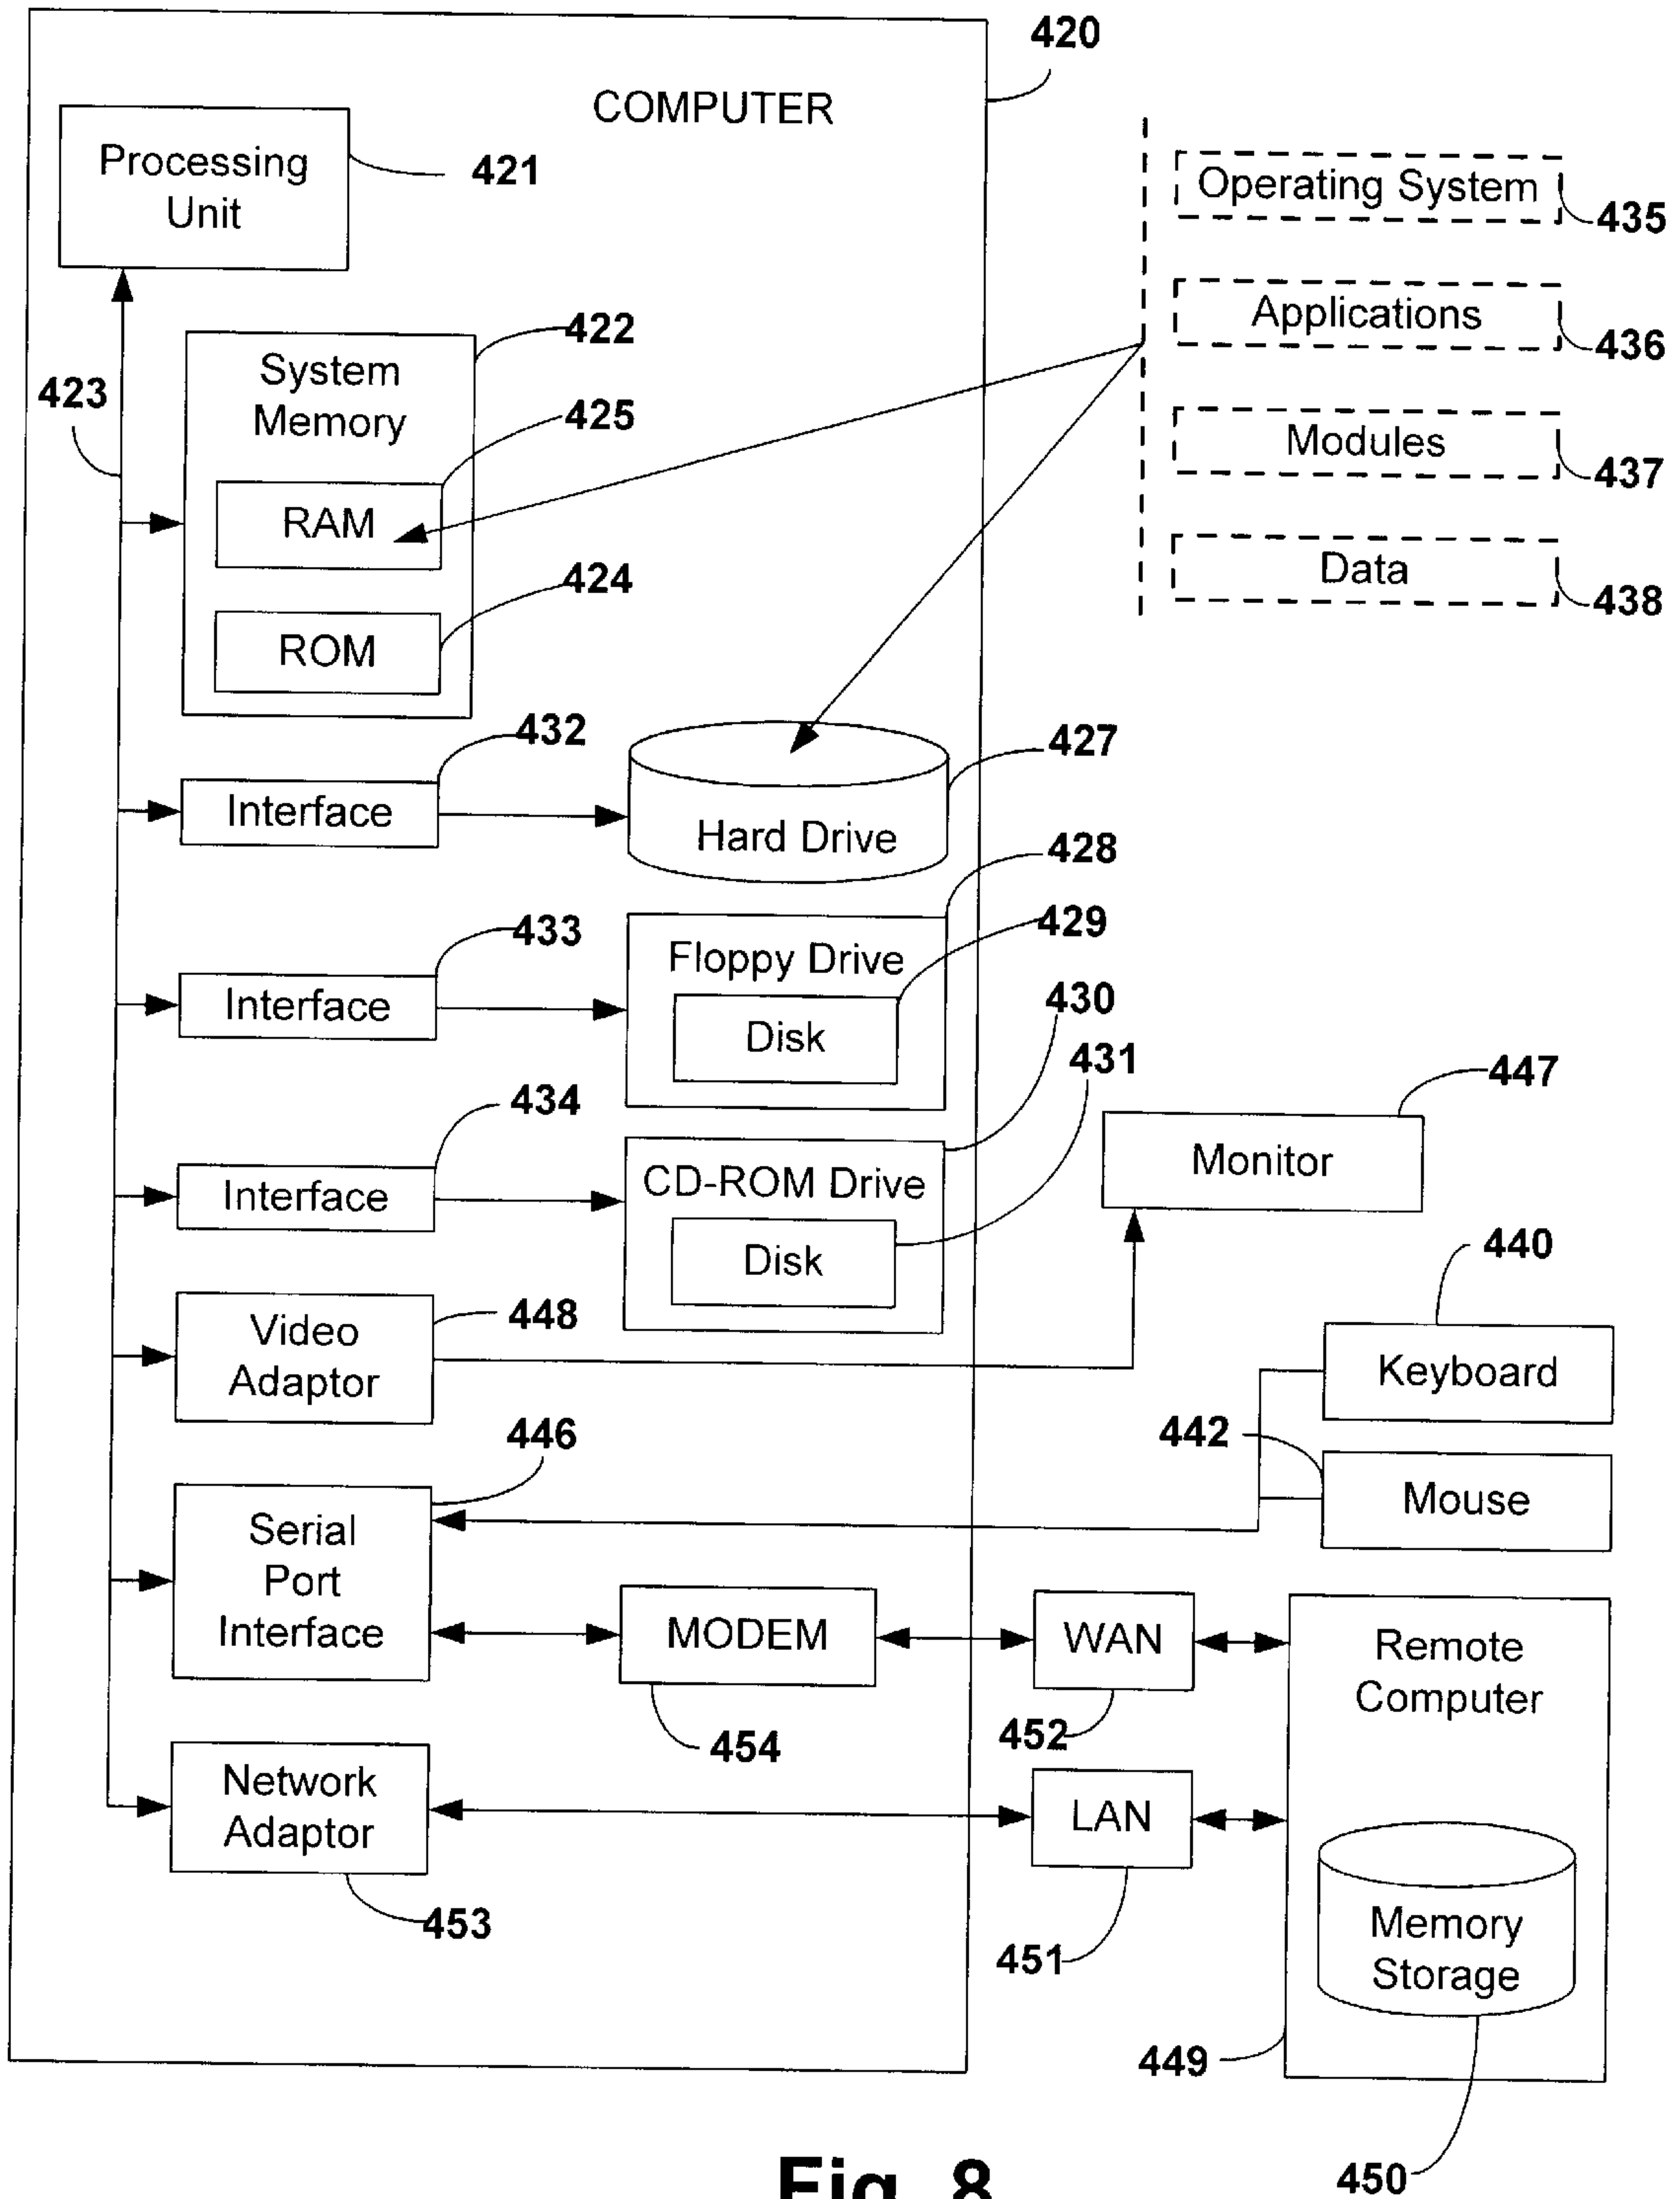 420
COMPUTER
Processing
Unit
421
Operating System
435
Applications
436
Modules
437
Data
438
423
422
System
Memory
425
RAM
424
ROM
432
Interface
427
Hard Drive
433
Interface
428
Floppy Drive
429
Disk
434
Interface
430
CD-ROM Drive
431
Disk
447
Monitor
448
Video
Adaptor
440
Keyboard
442
Mouse
446
Serial
Port
Interface
MODEM
454
WAN
452
Remote
Computer
Network
Adaptor
453
LAN
451
Memory
Storage
449
450
Fig. 8